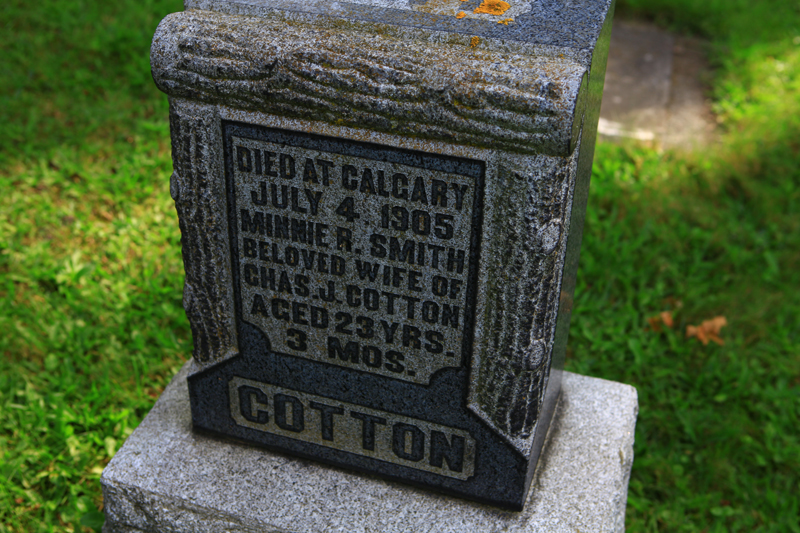 DIED AT CALGARY
JULY 4 1905
MINNIE R. SMITH
BELOVED WIFE OF
CHAS. J. COTTON
AGED 23 YRS.
3 MOS.
COTTON